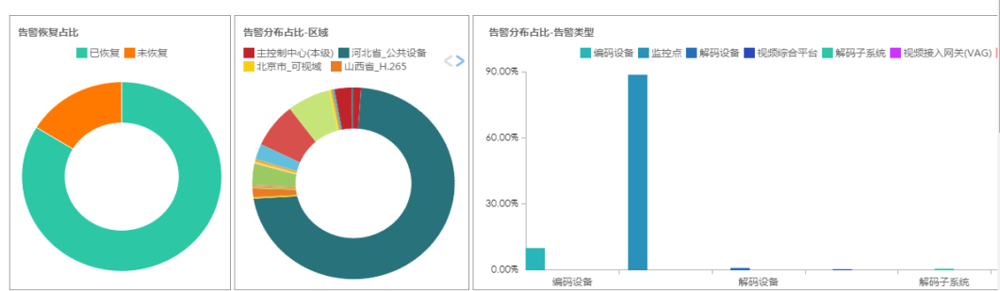 告警恢复占比
已恢复 未恢复
告警分布占比-区域
主控制中心(本级) 河北省_公共设备
北京市_可视域 山西省_H.265
告警分布占比-告警类型
编码设备 监控点 解码设备 视频综合平台 解码子系统 视频接入网关(VAG)
90.00%
60.00%
30.00%
0.00%
编码设备 解码设备 解码子系统